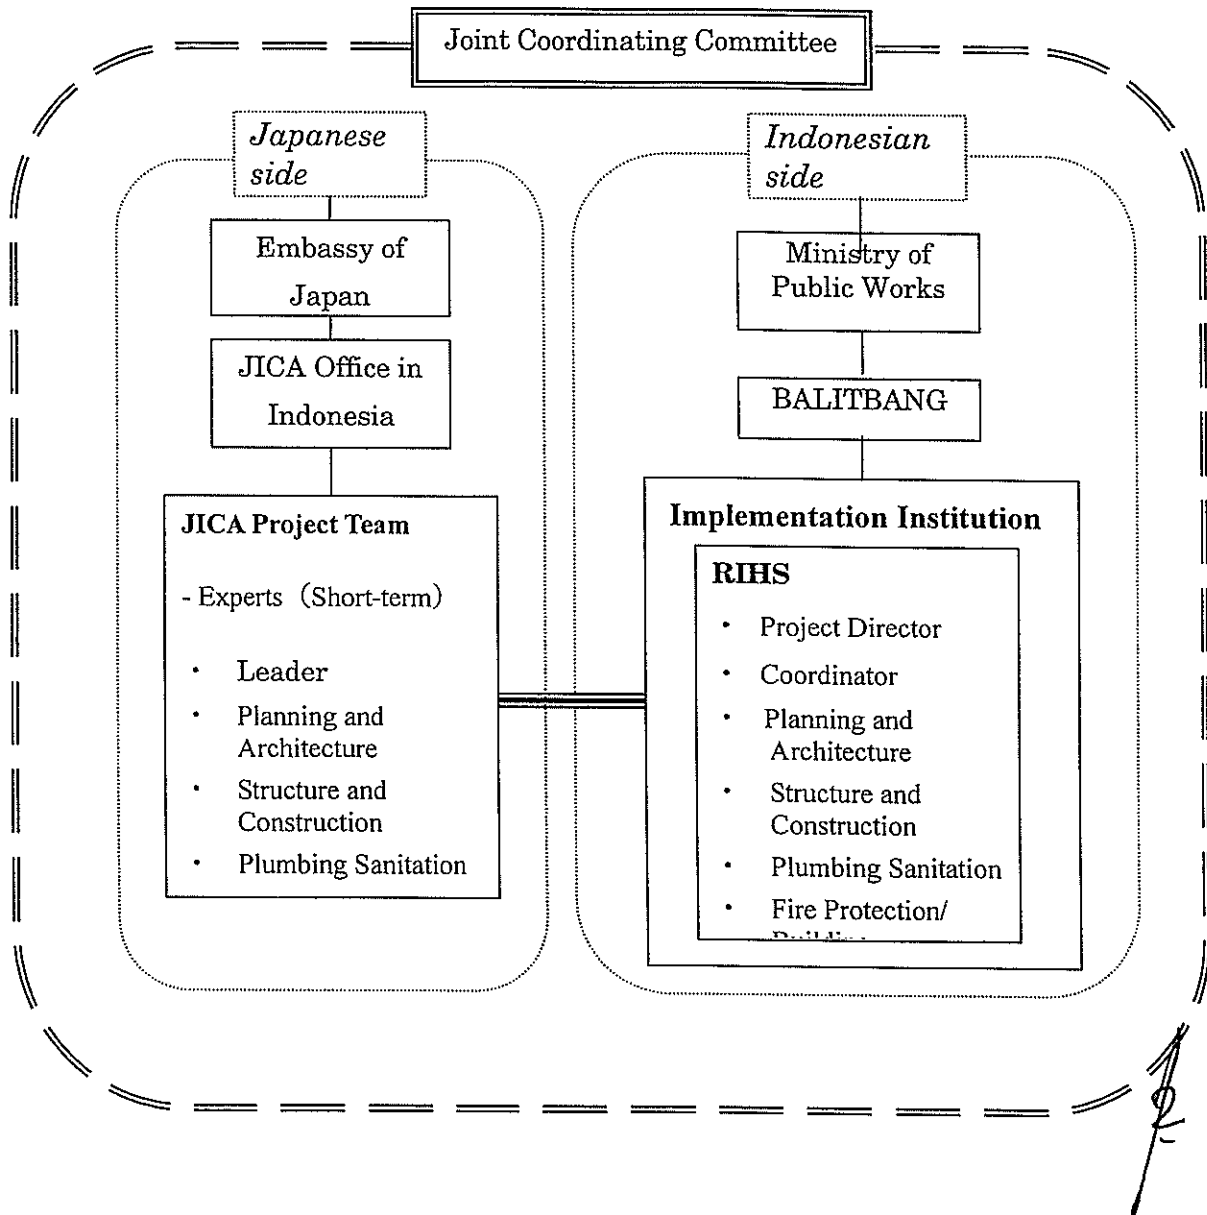 Joint Coordinating Committee
Japanese
side
Embassy of
Japan
JICA Office in
Indonesia
JICA Project Team
- Experts（Short-term）
・ Leader
・ Planning and
Architecture
・ Structure and
Construction
・ Plumbing Sanitation
Indonesian
side
Ministry of
Public Works
BALITBANG
Implementation Institution
RIHS
・ Project Director
・ Coordinator
・ Planning and
Architecture
・ Structure and
Construction
・ Plumbing Sanitation
・ Fire Protection/